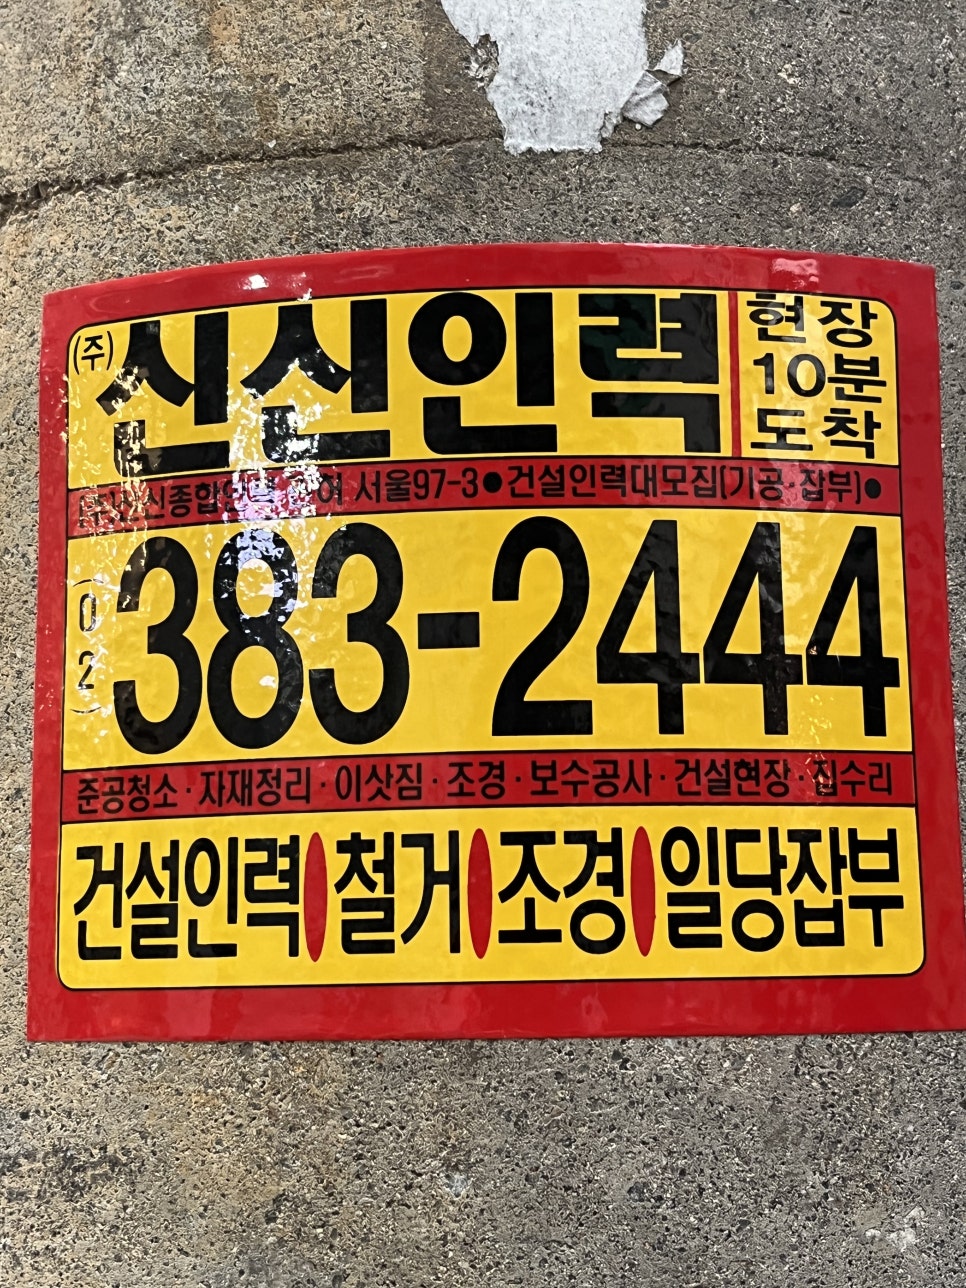 (주)신신인력
현장
10분
도착
서울97-3●건설인력대모집(기공·잡부)●
(02)383-2444
준공청소·자재정리·이삿짐·조경·보수공사·건설현장·집수리
건설인력 철거 조경 일당잡부